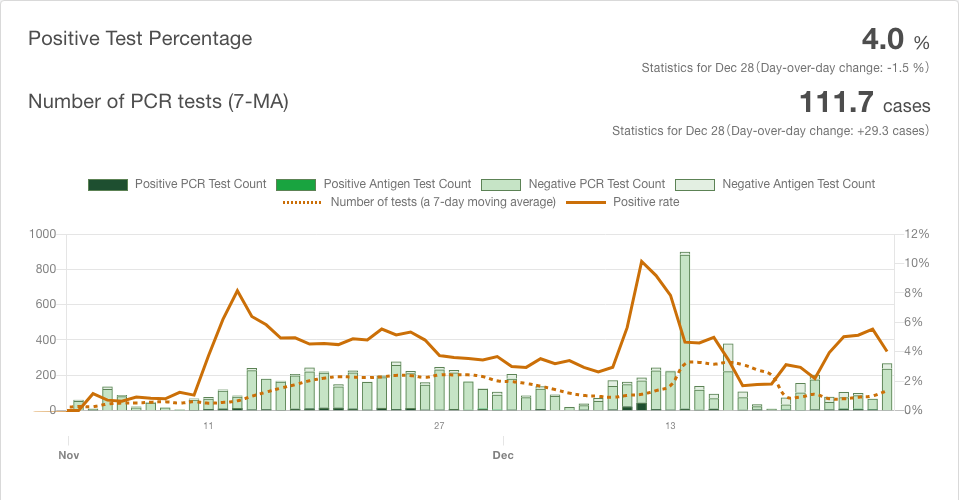 Positive Test Percentage
4.0 %
Statistics for Dec 28(Day-over-day change: -1.5 %)
Number of PCR tests (7-MA)
111.7 cases
Statistics for Dec 28(Day-over-day change: +29.3 cases)
Positive PCR Test Count Positive Antigen Test Count Negative PCR Test Count Negative Antigen Test Count
Number of tests (a 7-day moving average) Positive rate
1000 12%
10%
800
8%
600
6%
400
4%
200
2%
0 0%
11 27 13
Nov Dec